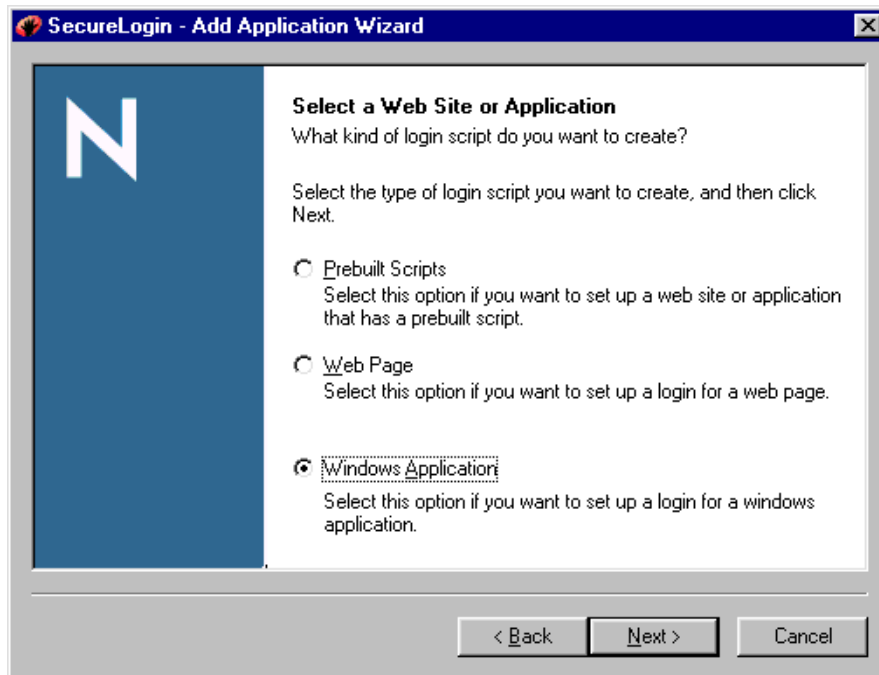 SecureLogin - Add Application Wizard
N
Select a Web Site or Application
What kind of login script do you want to create?
Select the type of login script you want to create, and then click
Next.
Prebuilt Scripts
Select this option if you want to set up a web site or application
that has a prebuilt script.
Web Page
Select this option if you want to set up a login for a web page.
Windows Application
Select this option if you want to set up a login for a windows
application.
< Back Next > Cancel